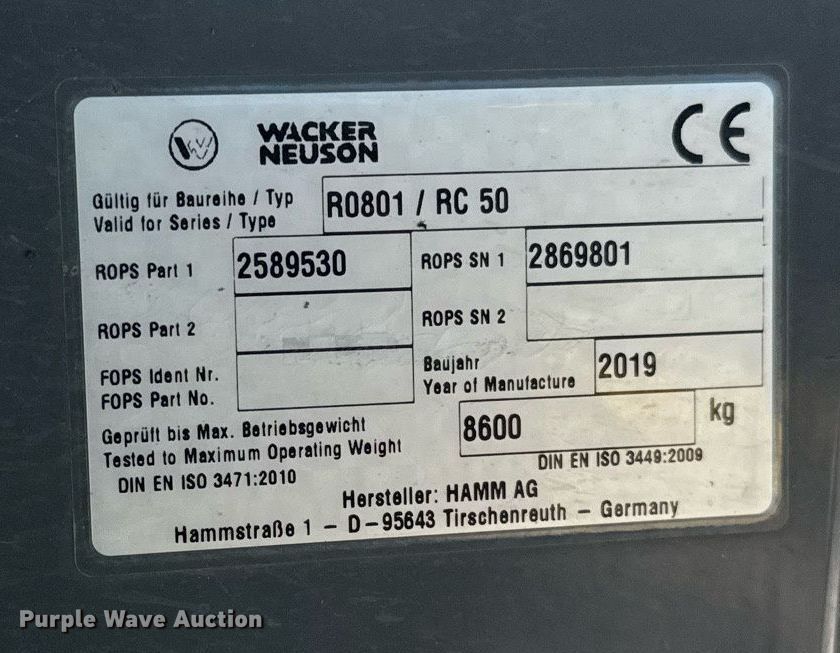 WACKER
NEUSON
CE
Gültig für Baureihe / Typ
Valid for Series / Type
R0801 / RC 50
ROPS Part 1 2589530 ROPS SN 1 2869801
ROPS Part 2 ROPS SN 2
FOPS Ident Nr.
FOPS Part No.
Baujahr
Year of Manufacture
2019
Geprüft bis Max. Betriebsgewicht
Tested to Maximum Operating Weight
8600 kg
DIN EN ISO 3471:2010 DIN EN ISO 3449:2009
Hersteller: HAMM AG
Hammstraße 1 - D-95643 Tirschenreuth - Germany
Purple Wave Auction